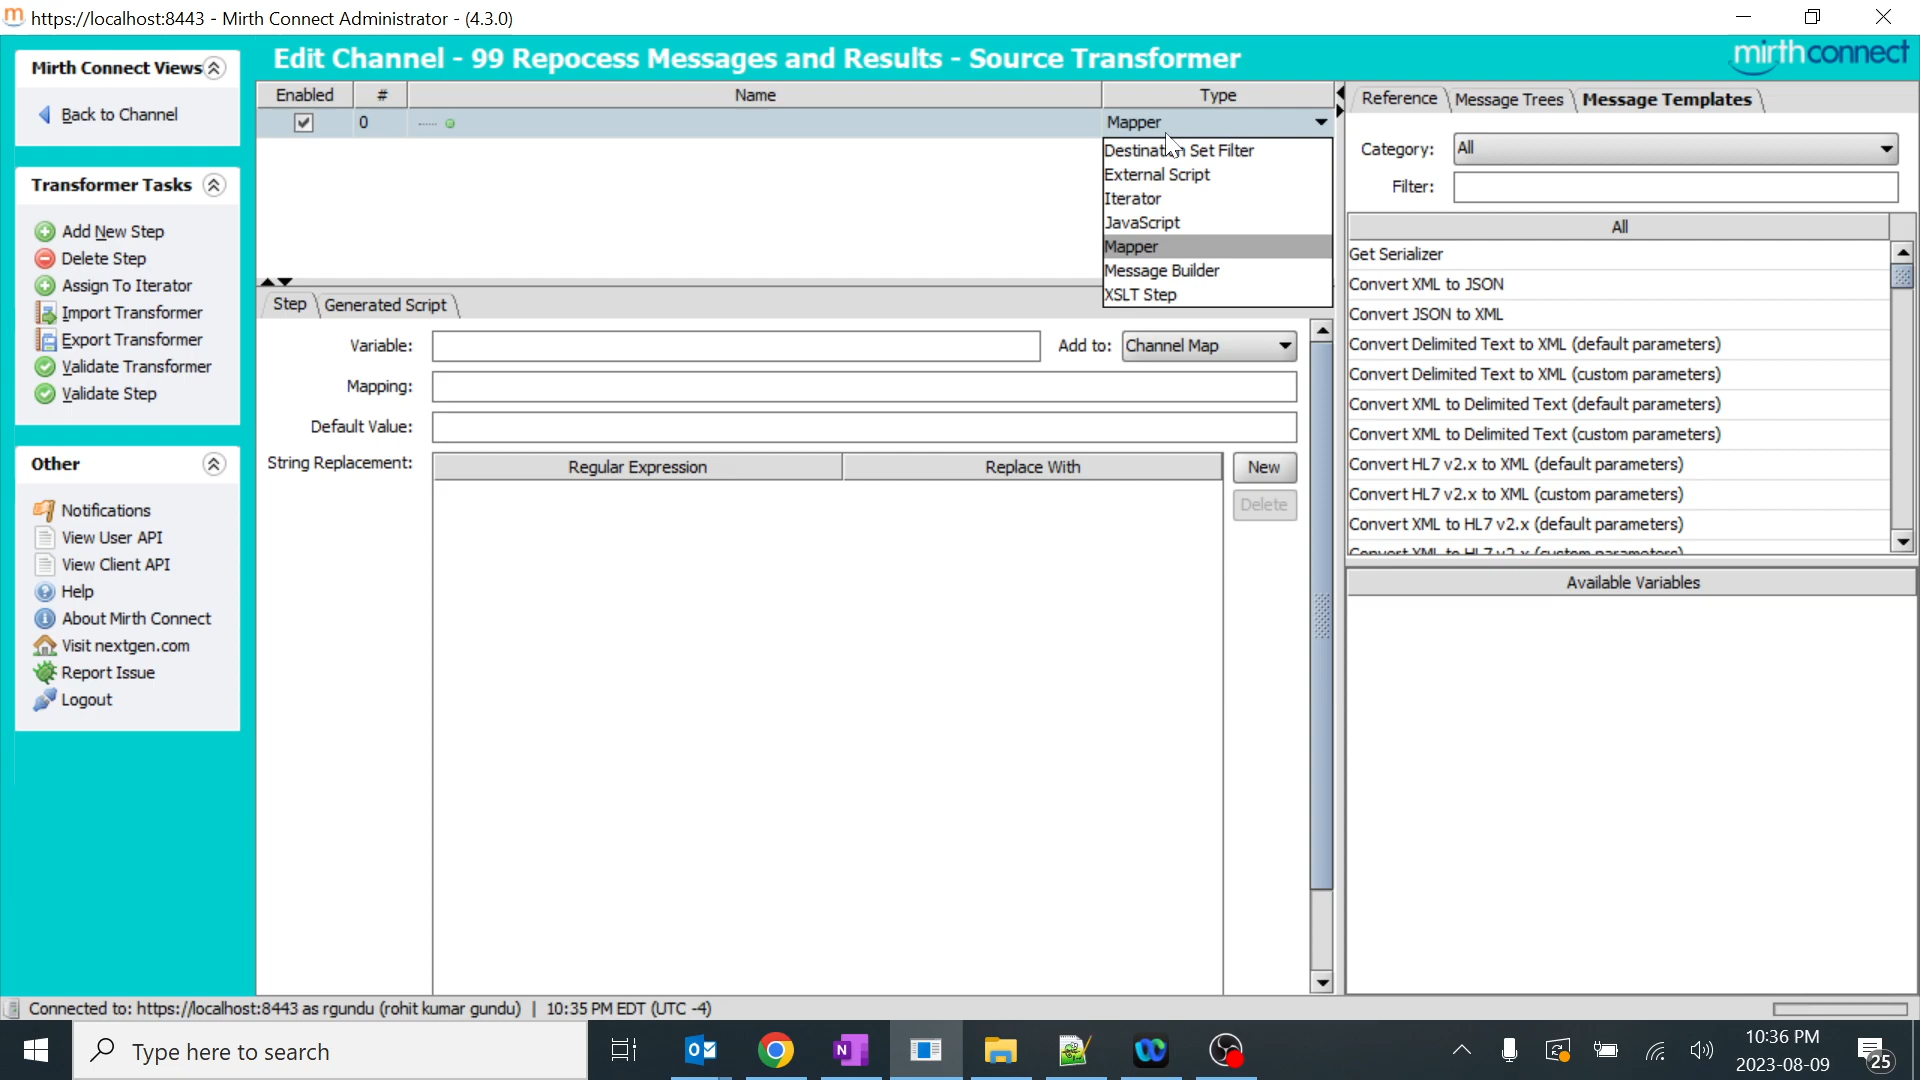 https://localhost:8443 - Mirth Connect Administrator - (4.3.0)
Mirth Connect Views
Back to Channel
Transformer Tasks
Add New Step
Delete Step
Assign To Iterator
Import Transformer
Export Transformer
Validate Transformer
Validate Step
Other
Notifications
View User API
View Client API
Help
About Mirth Connect
Visit nextgen.com
Report Issue
Logout
Edit Channel - 99 Repocess Messages and Results - Source Transformer
mirthconnect
Enabled # Name Type
0 Mapper
Destination Set Filter
External Script
Iterator
JavaScript
Mapper
Message Builder
XSLT Step
Step Generated Script
Variable: Add to: Channel Map
Mapping:
Default Value:
String Replacement: Regular Expression Replace With New
Delete
Reference Message Trees Message Templates
Category: All
Filter:
All
Get Serializer
Convert XML to JSON
Convert JSON to XML
Convert Delimited Text to XML (default parameters)
Convert Delimited Text to XML (custom parameters)
Convert XML to Delimited Text (default parameters)
Convert XML to Delimited Text (custom parameters)
Convert HL7 v2.x to XML (default parameters)
Convert HL7 v2.x to XML (custom parameters)
Convert XML to HL7 v2.x (default parameters)
Convert XML to HL7 v2.x (custom parameters)
Available Variables
Connected to: https://localhost:8443 as rgundu (rohit kumar gundu) | 10:35 PM EDT (UTC -4)
Type here to search
10:36 PM
2023-08-09
25